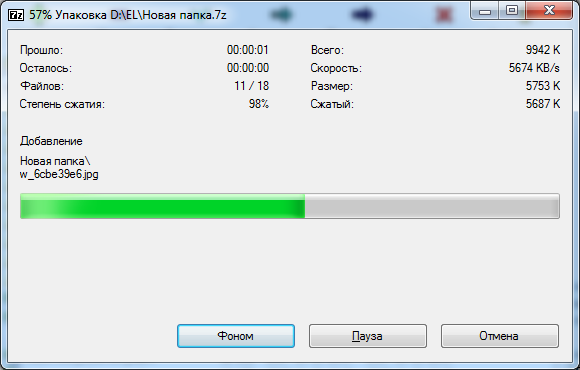 7z 57% Упаковка D:\EL\Новая папка.7z
Прошло: 00:00:01 Всего: 9942 K
Осталось: 00:00:00 Скорость: 5674 KB/s
Файлов: 11 / 18 Размер: 5753 K
Степень сжатия: 98% Сжатый: 5687 K
Добавление
Новая папка\
w_6cbe39e6.jpg
Фоном Пауза Отмена